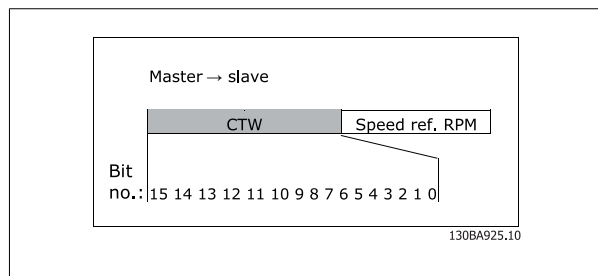 Master → slave
CTW Speed ref. RPM
Bit
no.: 15 14 13 12 11 10 9 8 7 6 5 4 3 2 1 0
130BA925.10